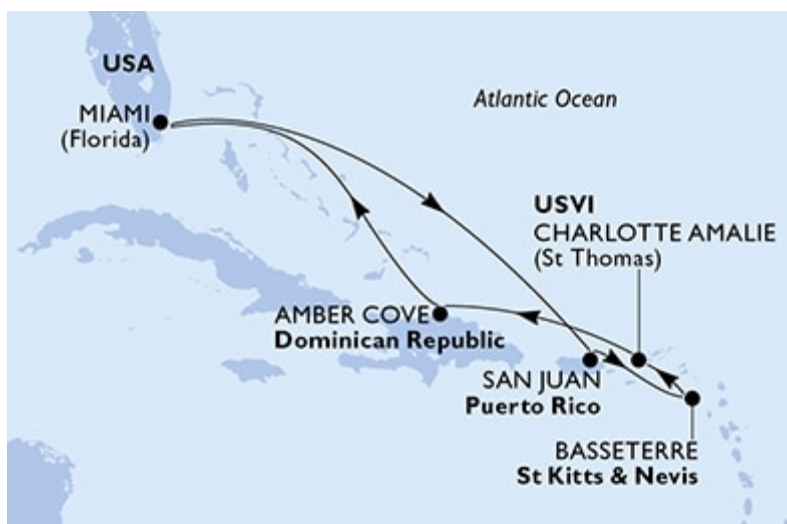 USA
MIAMI
(Florida)
Atlantic Ocean
USVI
CHARLOTTE AMALIE
(St Thomas)
AMBER COVE
Dominican Republic
SAN JUAN
Puerto Rico
BASSETERRE
St Kitts & Nevis